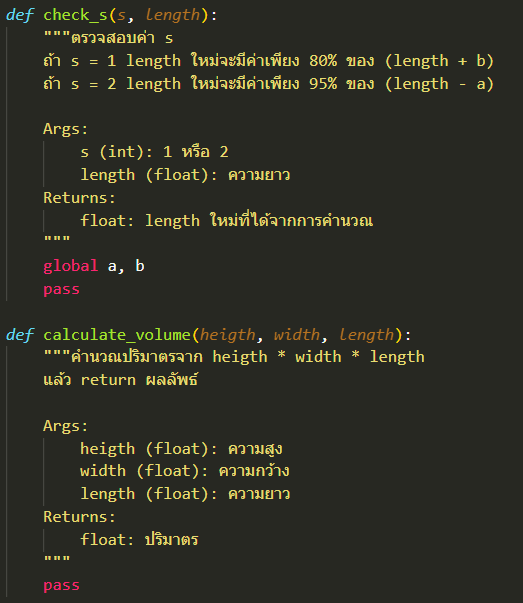 def check_s(s, length):
    """ตรวจสอบค่า s
    ถ้า s = 1 length ใหม่จะมีค่าเพียง 80% ของ (length + b)
    ถ้า s = 2 length ใหม่จะมีค่าเพียง 95% ของ (length - a)

    Args:
        s (int): 1 หรือ 2
        length (float): ความยาว
    Returns:
        float: length ใหม่ที่ได้จากการคำนวณ
    """
    global a, b
    pass

def calculate_volume(heigth, width, length):
    """คำนวณปริมาตรจาก heigth * width * length
    แล้ว return ผลลัพธ์

    Args:
        heigth (float): ความสูง
        width (float): ความกว้าง
        length (float): ความยาว
    Returns:
        float: ปริมาตร
    """
    pass